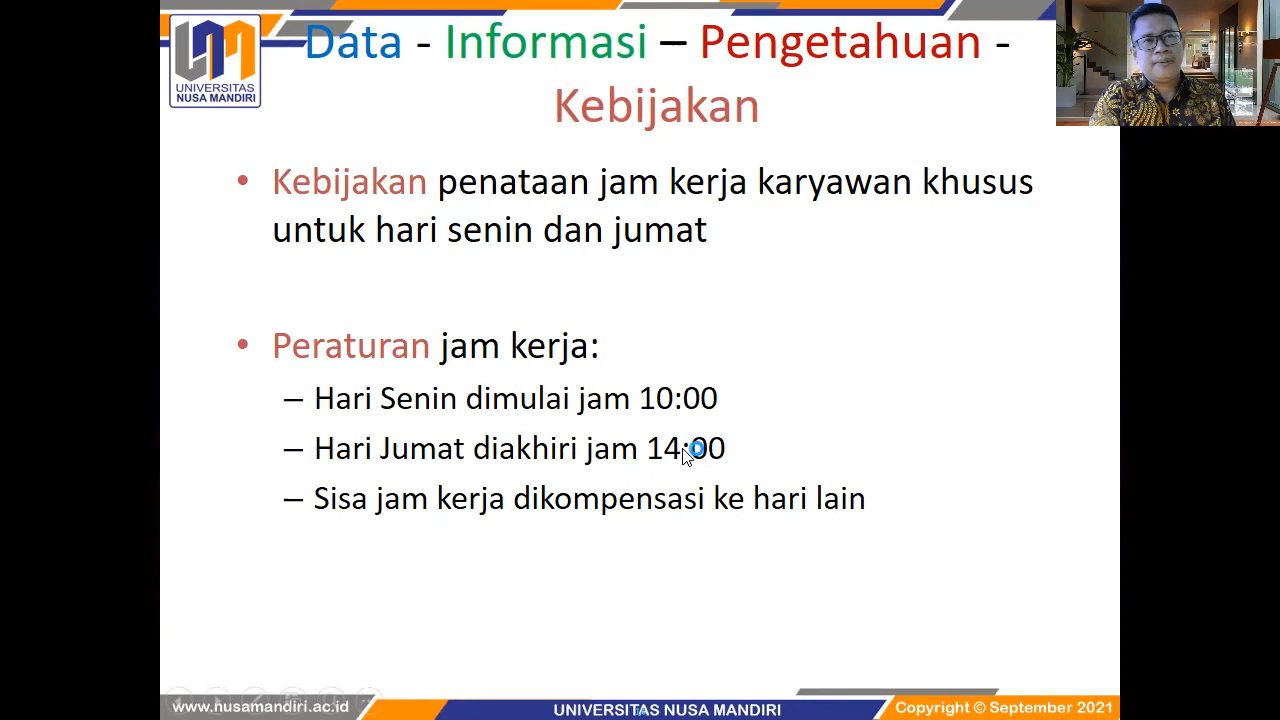 Data - Informasi – Pengetahuan -
Kebijakan
UNIVERSITAS
NUSA MANDIRI
• Kebijakan penataan jam kerja karyawan khusus
untuk hari senin dan jumat
• Peraturan jam kerja:
– Hari Senin dimulai jam 10:00
– Hari Jumat diakhiri jam 14:00
– Sisa jam kerja dikompensasi ke hari lain
www.nusamandiri.ac.id
UNIVERSITAS NUSA MANDIRI
Copyright © September 2021